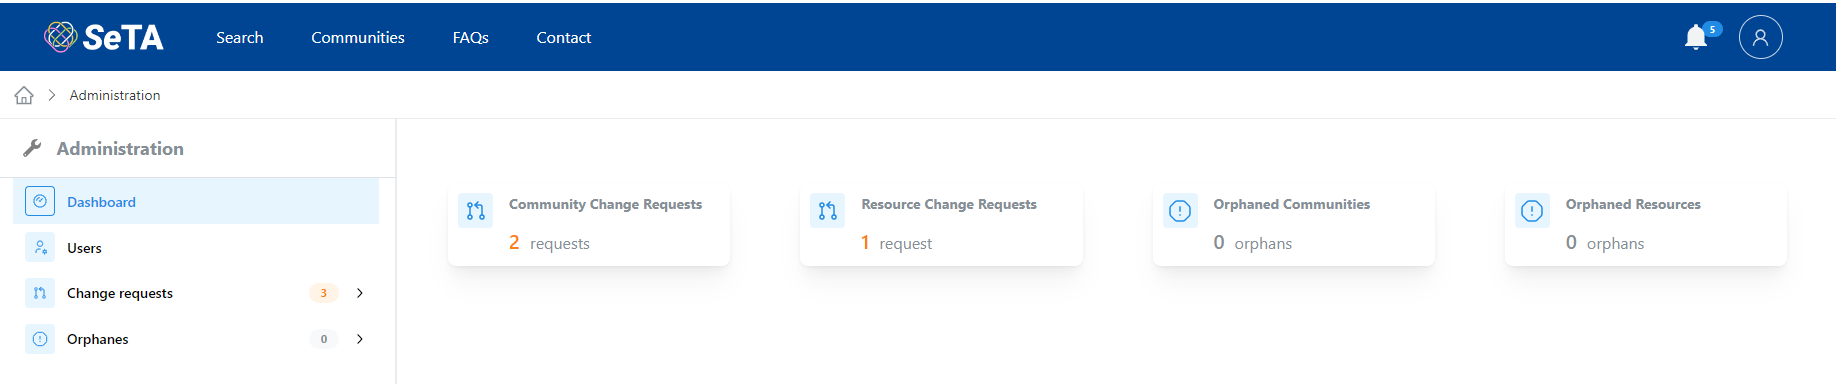 SeTA Search Communities FAQs Contact 5
Administration
Administration
Dashboard
Users
Change requests 3
Orphanes 0
Community Change Requests
2 requests
Resource Change Requests
1 request
Orphaned Communities
0 orphans
Orphaned Resources
0 orphans